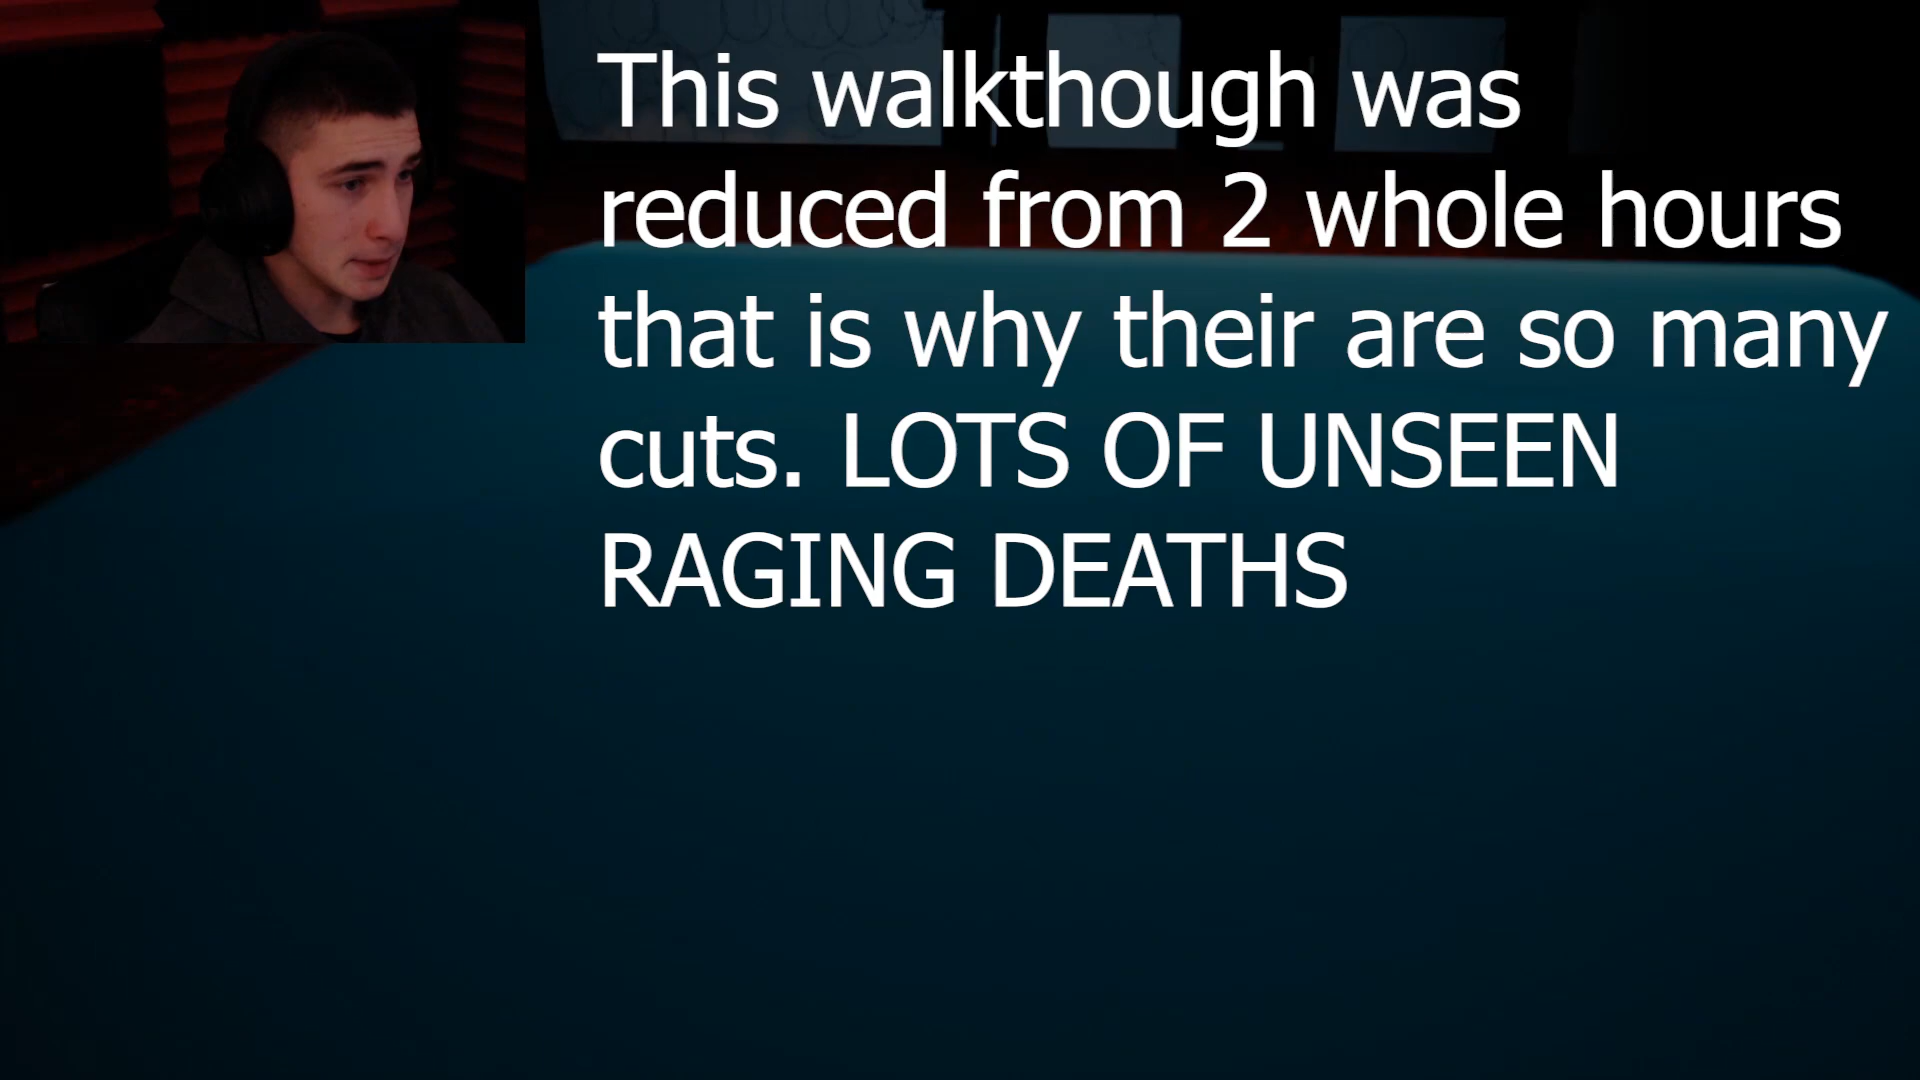 This walkthough was
reduced from 2 whole hours
that is why their are so many
cuts. LOTS OF UNSEEN
RAGING DEATHS